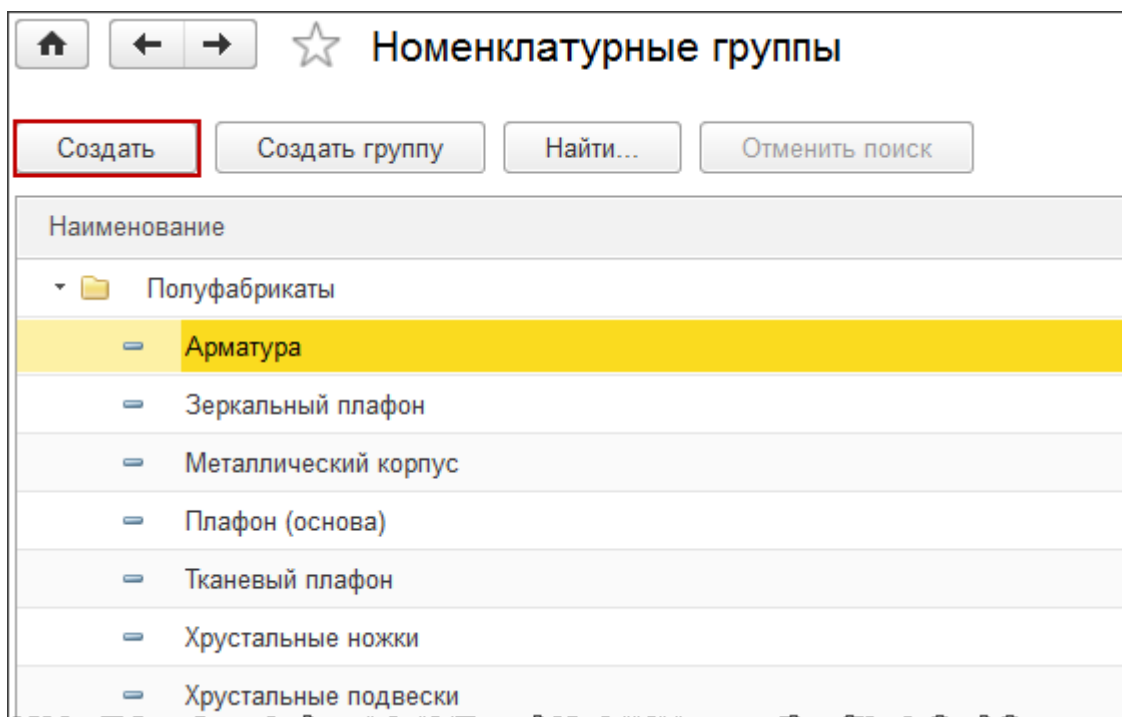 Номенклатурные группы
Создать Создать группу Найти... Отменить поиск
Наименование
Полуфабрикаты
Арматура
Зеркальный плафон
Металлический корпус
Плафон (основа)
Тканевый плафон
Хрустальные ножки
Хрустальные подвески